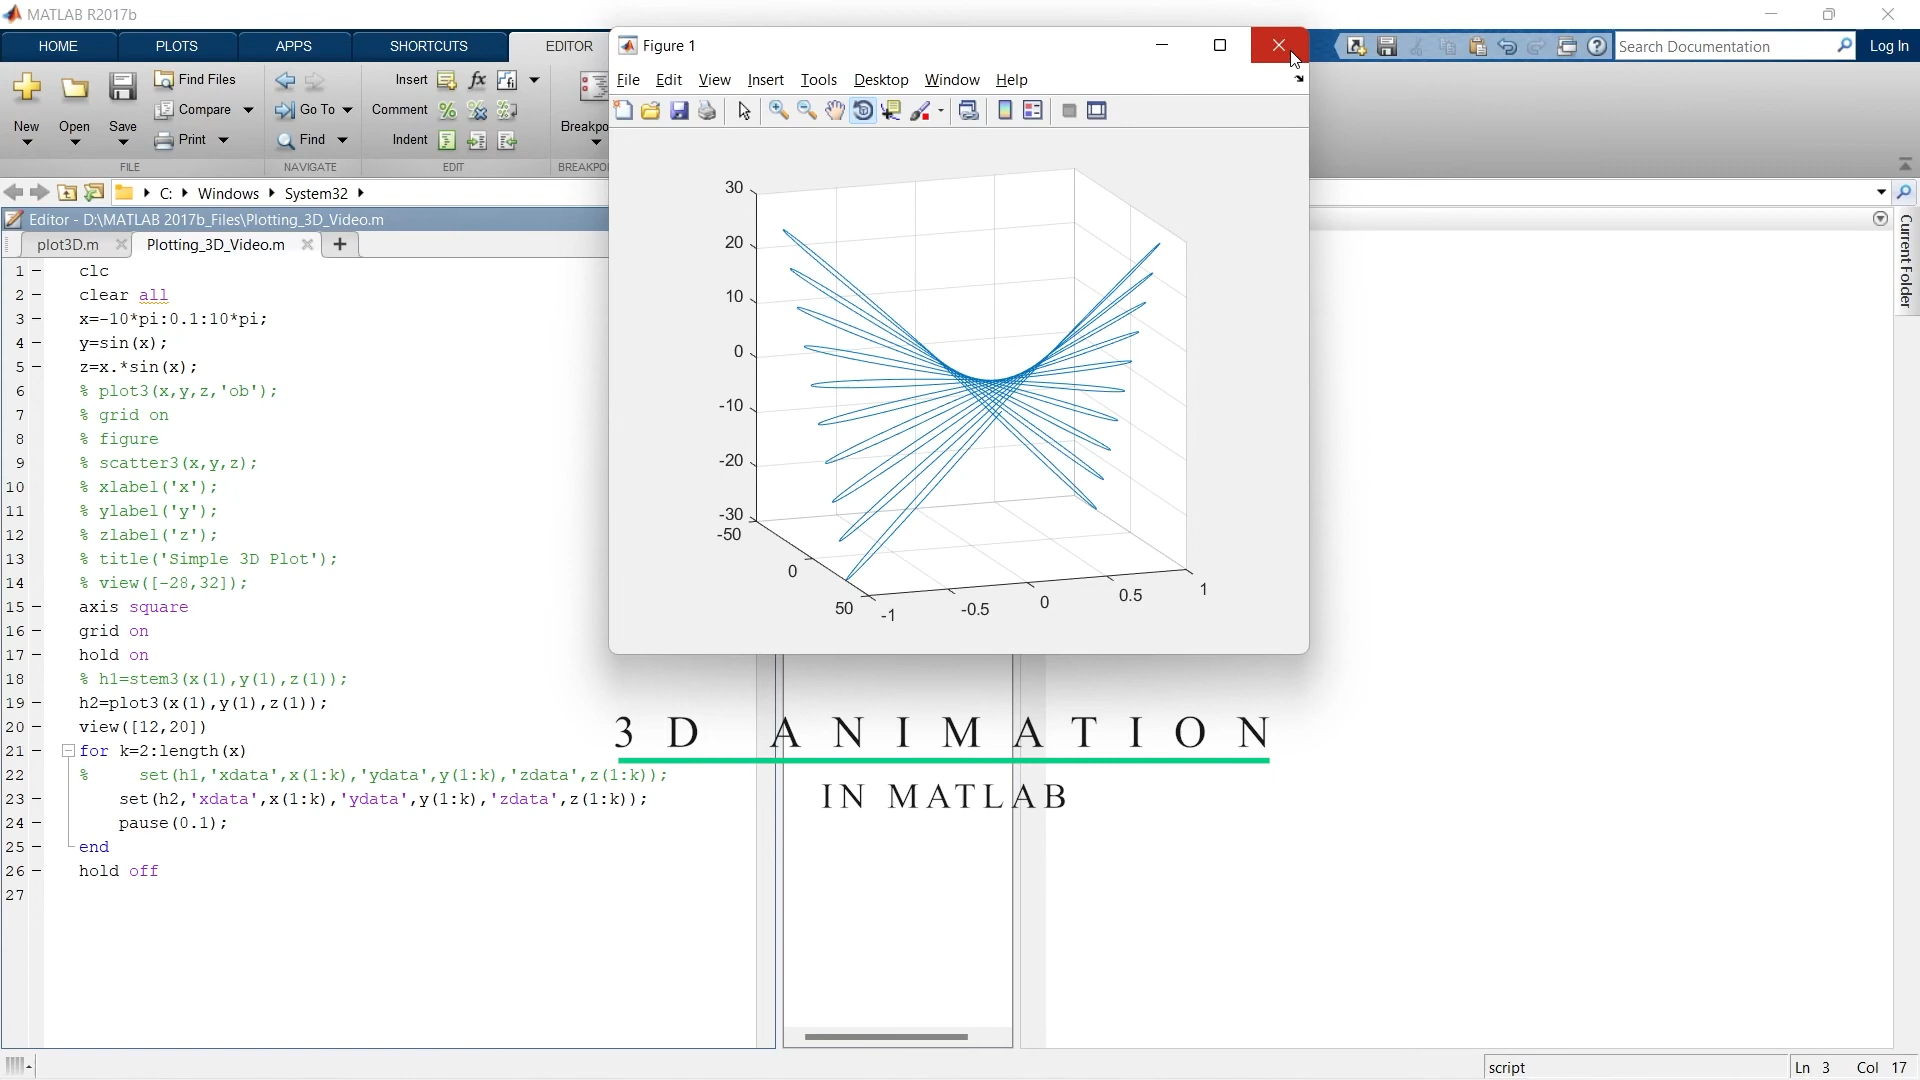 MATLAB R2017b
HOME PLOTS APPS SHORTCUTS EDITOR
Search Documentation Log In
New Open Save
Find Files
Compare
Print
FILE
Go To
Find
NAVIGATE
Insert
Comment
Indent
EDIT
Breakpo
BREAKPO
C: Windows System32
Editor - D:\MATLAB 2017b_Files\Plotting_3D_Video.m
plot3D.m Plotting_3D_Video.m
1 clc
2 clear all
3 x=-10*pi:0.1:10*pi;
4 y=sin(x);
5 z=x.*sin(x);
6 % plot3(x,y,z,'ob');
7 % grid on
8 % figure
9 % scatter3(x,y,z);
10 % xlabel('x');
11 % ylabel('y');
12 % zlabel('z');
13 % title('Simple 3D Plot');
14 % view([-28,32]);
15 axis square
16 grid on
17 hold on
18 % h1=stem3(x(1),y(1),z(1));
19 h2=plot3(x(1),y(1),z(1));
20 view([12,20])
21 for k=2:length(x)
22 % set(h1,'xdata',x(1:k),'ydata',y(1:k),'zdata',z(1:k));
23 set(h2,'xdata',x(1:k),'ydata',y(1:k),'zdata',z(1:k));
24 pause(0.1);
25 end
26 hold off
27
Figure 1
File Edit View Insert Tools Desktop Window Help
30
20
10
0
-10
-20
-30
-50
0
50
-1
-0.5
0
0.5
1
3D ANIMATION
IN MATLAB
Current Folder
script Ln 3 Col 17